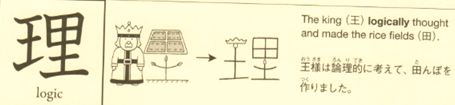 理
logic
The king (王) logically thought
and made the rice fields (田).
王様は論理的に考えて、田んぼを
作りました。